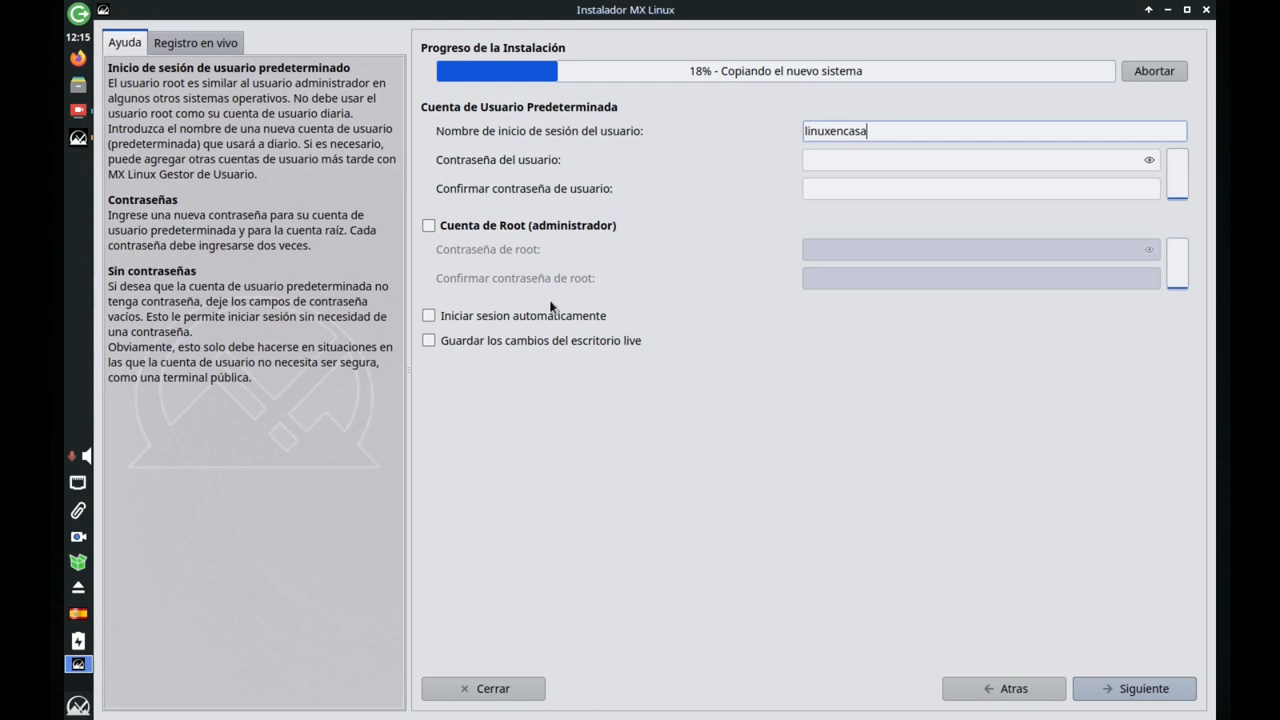 Instalador MX Linux
12:15
Ayuda
Registro en vivo
Inicio de sesión de usuario predeterminado
El usuario root es similar al usuario administrador en
algunos otros sistemas operativos. No debe usar el
usuario root como su cuenta de usuario diaria.
Introduzca el nombre de una nueva cuenta de usuario
(predeterminada) que usará a diario. Si es necesario,
puede agregar otras cuentas de usuario más tarde con
MX Linux Gestor de Usuario.
Contraseñas
Ingrese una nueva contraseña para su cuenta de
usuario predeterminada y para la cuenta raíz. Cada
contraseña debe ingresarse dos veces.
Sin contraseñas
Si desea que la cuenta de usuario predeterminada no
tenga contraseña, deje los campos de contraseña
vacíos. Esto le permite iniciar sesión sin necesidad de
una contraseña.
Obviamente, esto solo debe hacerse en situaciones en
las que la cuenta de usuario no necesita ser segura,
como una terminal pública.
Progreso de la Instalación
18% - Copiando el nuevo sistema
Abortar
Cuenta de Usuario Predeterminada
Nombre de inicio de sesión del usuario:
linuxencasa
Contraseña del usuario:
Confirmar contraseña de usuario:
Cuenta de Root (administrador)
Contraseña de root:
Confirmar contraseña de root:
Iniciar sesion automáticamente
Guardar los cambios del escritorio live
Cerrar
Atras
Siguiente